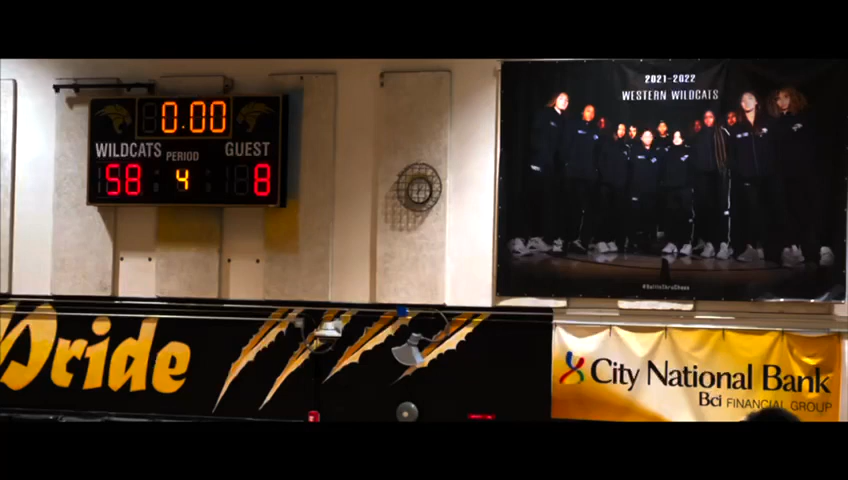 0.00
WILDCATS PERIOD GUEST
58 4 8
2021-2022
WESTERN WILDCATS
#BattleThruChaos
Pride
City National Bank
Bci FINANCIAL GROUP